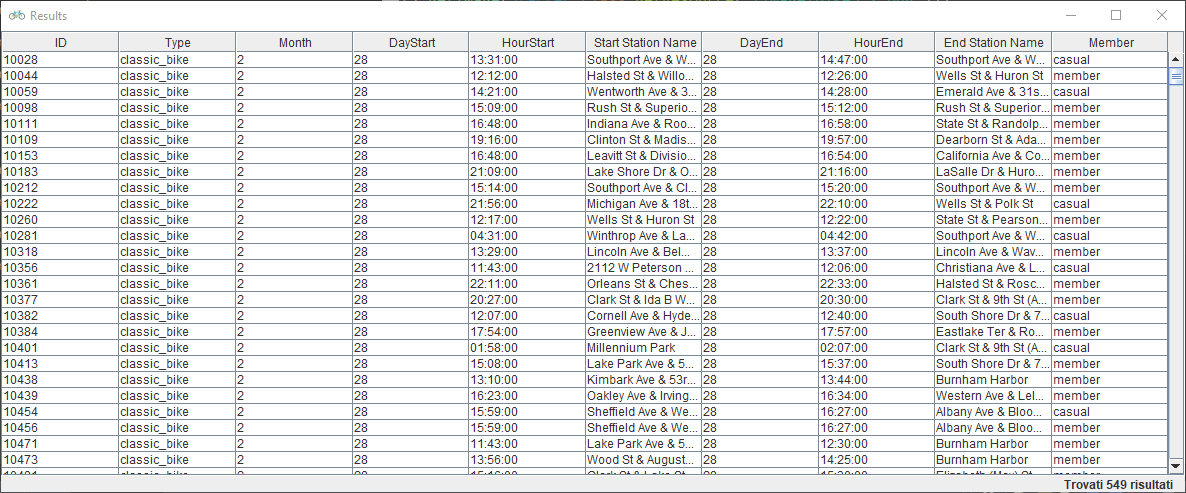 Results
ID Type Month DayStart HourStart Start Station Name DayEnd HourEnd End Station Name Member
10028 classic_bike 2 28 13:31:00 Southport Ave & W... 28 14:47:00 Southport Ave & W... casual
10044 classic_bike 2 28 12:12:00 Halsted St & Willo... 28 12:26:00 Wells St & Huron St member
10059 classic_bike 2 28 14:21:00 Wentworth Ave & 3... 28 14:28:00 Emerald Ave & 31s... casual
10098 classic_bike 2 28 15:09:00 Rush St & Superio... 28 15:12:00 Rush St & Superior... member
10111 classic_bike 2 28 16:48:00 Indiana Ave & Roo... 28 16:58:00 State St & Randolp... member
10109 classic_bike 2 28 19:16:00 Clinton St & Madis... 28 19:57:00 Dearborn St & Ada... member
10153 classic_bike 2 28 16:48:00 Leavitt St & Divisio... 28 16:54:00 California Ave & Co... member
10183 classic_bike 2 28 21:09:00 Lake Shore Dr & O... 28 21:16:00 LaSalle Dr & Huro... member
10212 classic_bike 2 28 15:14:00 Southport Ave & Cl... 28 15:20:00 Southport Ave & W... member
10222 classic_bike 2 28 21:56:00 Michigan Ave & 18t... 28 22:10:00 Wells St & Polk St casual
10260 classic_bike 2 28 12:17:00 Wells St & Huron St 28 12:22:00 State St & Pearson... member
10281 classic_bike 2 28 04:31:00 Winthrop Ave & La... 28 04:42:00 Southport Ave & W... casual
10318 classic_bike 2 28 13:29:00 Lincoln Ave & Bel... 28 13:37:00 Lincoln Ave & Wav... member
10356 classic_bike 2 28 11:43:00 2112 W Peterson ... 28 12:06:00 Christiana Ave & L... casual
10361 classic_bike 2 28 22:11:00 Orleans St & Ches... 28 22:33:00 Halsted St & Rosc... member
10377 classic_bike 2 28 20:27:00 Clark St & Ida B W... 28 20:30:00 Clark St & 9th St (A... member
10382 classic_bike 2 28 12:07:00 Cornell Ave & Hyde... 28 12:40:00 South Shore Dr & 7... casual
10384 classic_bike 2 28 17:54:00 Greenview Ave & J... 28 17:57:00 Eastlake Ter & Ro... member
10401 classic_bike 2 28 01:58:00 Millennium Park 28 02:07:00 Clark St & 9th St (A... casual
10413 classic_bike 2 28 15:08:00 Lake Park Ave & 5... 28 15:37:00 South Shore Dr & 7... member
10438 classic_bike 2 28 13:10:00 Kimbark Ave & 53r... 28 13:44:00 Burnham Harbor member
10439 classic_bike 2 28 16:23:00 Oakley Ave & Irving... 28 16:34:00 Western Ave & Lel... member
10454 classic_bike 2 28 15:59:00 Sheffield Ave & We... 28 16:27:00 Albany Ave & Bloo... casual
10456 classic_bike 2 28 15:59:00 Sheffield Ave & We... 28 16:27:00 Albany Ave & Bloo... member
10471 classic_bike 2 28 11:43:00 Lake Park Ave & 5... 28 12:30:00 Burnham Harbor member
10473 classic_bike 2 28 13:56:00 Wood St & August... 28 14:25:00 Burnham Harbor member
Trovati 549 risultati